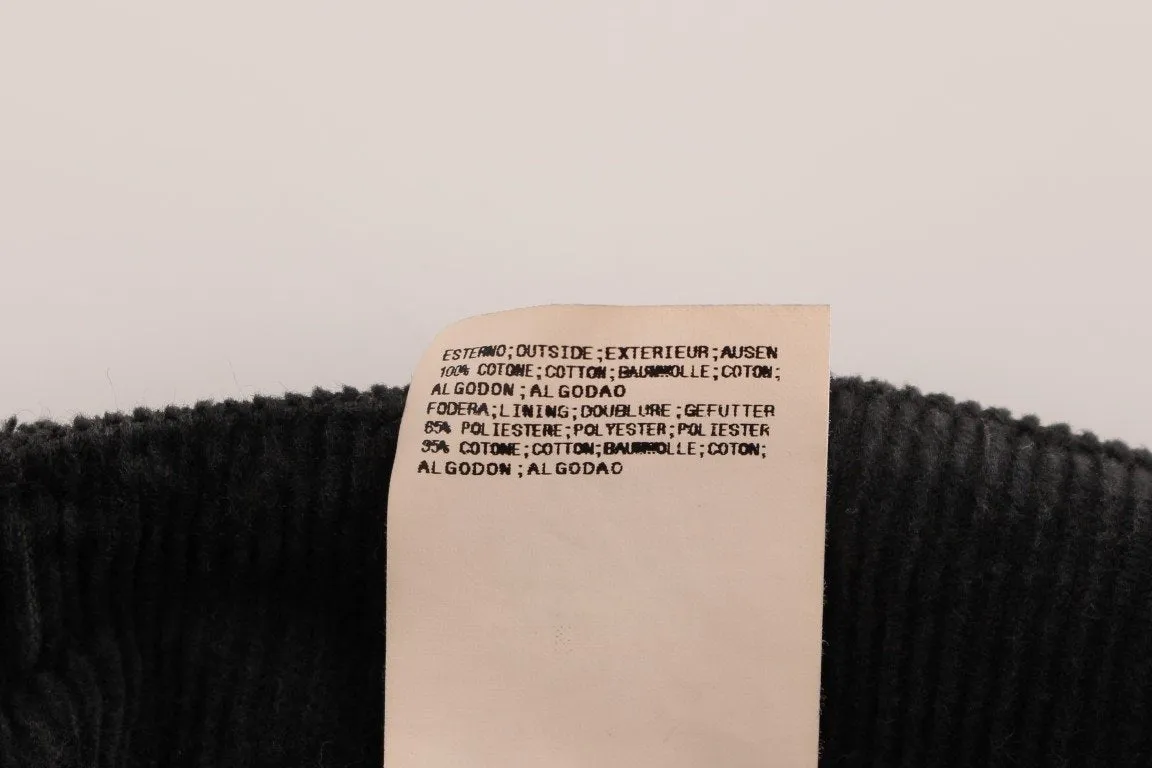 ESTERNO;OUTSIDE;EXTERIEUR;AUSEN
100% COTONE;COTTON;BAUMWOLLE;COTON;
ALGODON;ALGODAO
FODERA;LINING;DOUBLURE;GEFUTTER
65% POLIESTERE;POLYESTER;POLIESTER
35% COTONE;COTTON;BAUMWOLLE;COTON;
ALGODON;ALGODAO